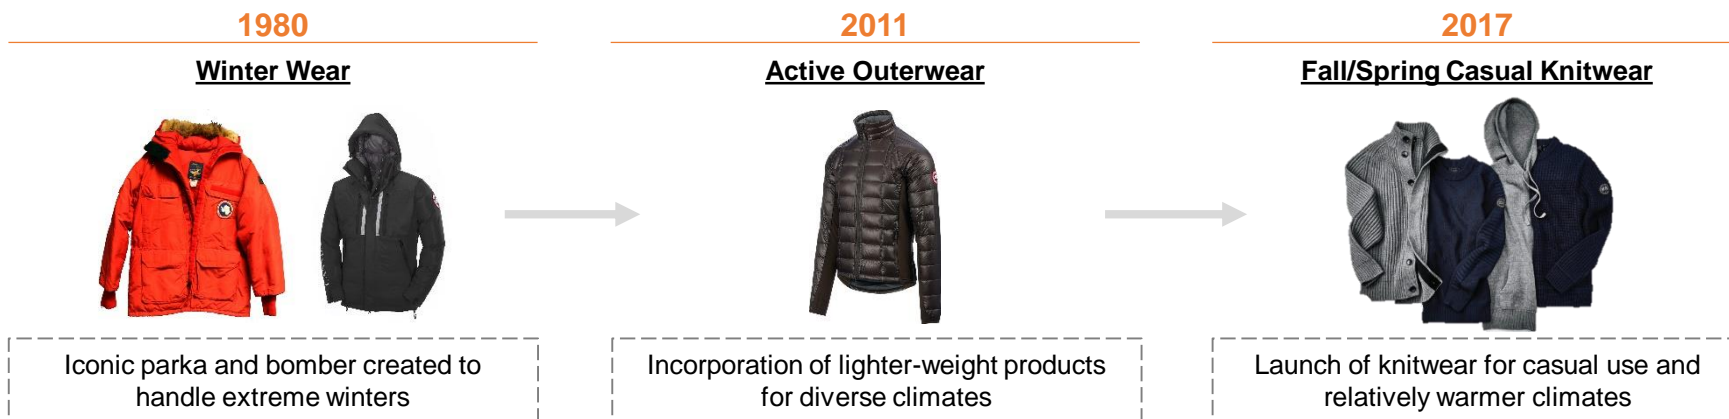 1980
Winter Wear
Iconic parka and bomber created to
handle extreme winters
2011
Active Outerwear
Incorporation of lighter-weight products
for diverse climates
2017
Fall/Spring Casual Knitwear
Launch of knitwear for casual use and
relatively warmer climates